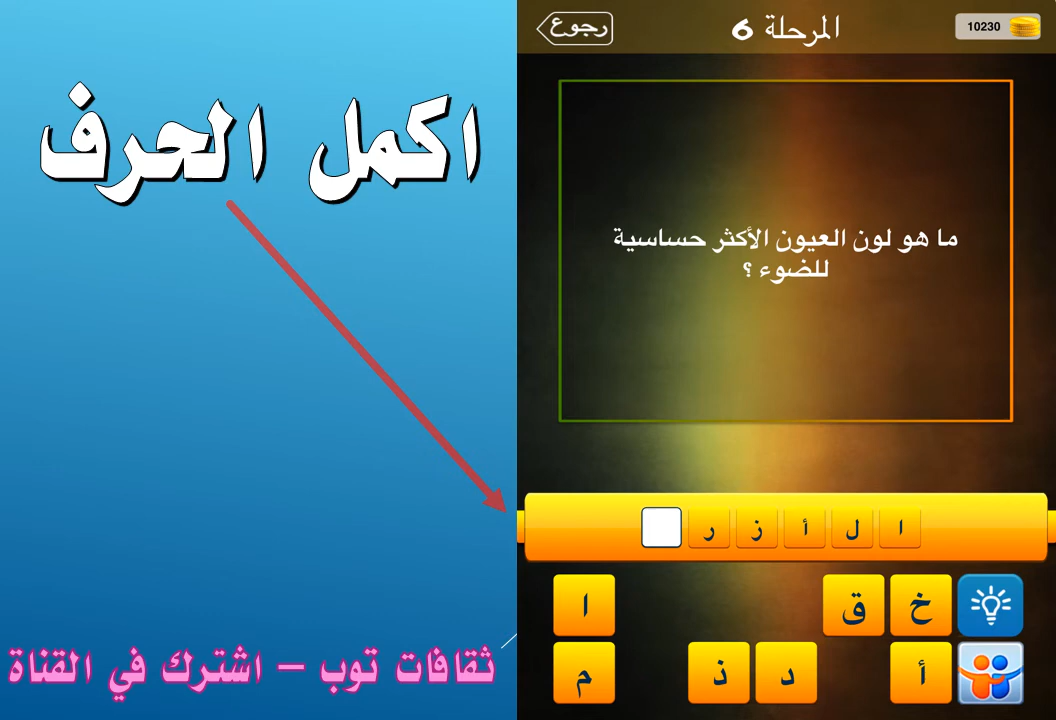 اكمل الحرف
ثقافات توب – اشترك في القناة
رجوع
المرحلة 6
10230
ما هو لون العيون الأكثر حساسية
للضوء ؟
ا ل أ ز ر
خ ق ا
أ د ذ م